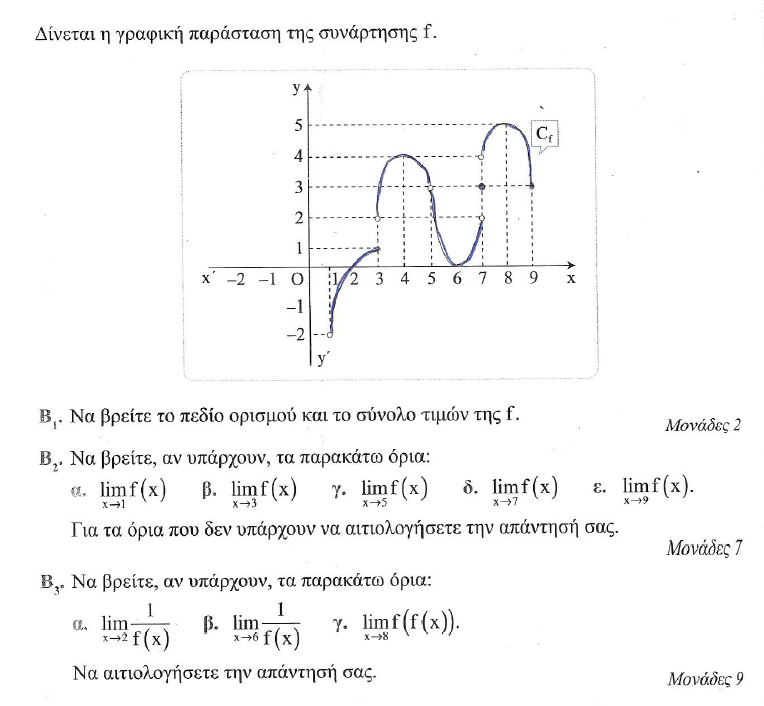 Δίνεται η γραφική παράσταση της συνάρτησης f.
y
5
4
3
2
1
C_f
x΄ −2 −1 O 1 2 3 4 5 6 7 8 9 x
−1
−2
y΄
B₁. Να βρείτε το πεδίο ορισμού και το σύνολο τιμών της f.
Μονάδες 2
B₂. Να βρείτε, αν υπάρχουν, τα παρακάτω όρια:
α. lim_{x→1} f(x) β. lim_{x→3} f(x) γ. lim_{x→5} f(x) δ. lim_{x→7} f(x) ε. lim_{x→9} f(x).
Για τα όρια που δεν υπάρχουν να αιτιολογήσετε την απάντησή σας.
Μονάδες 7
B₃. Να βρείτε, αν υπάρχουν, τα παρακάτω όρια:
α. lim_{x→2} 1/f(x) β. lim_{x→6} 1/f(x) γ. lim_{x→8} f(f(x)).
Να αιτιολογήσετε την απάντησή σας.
Μονάδες 9